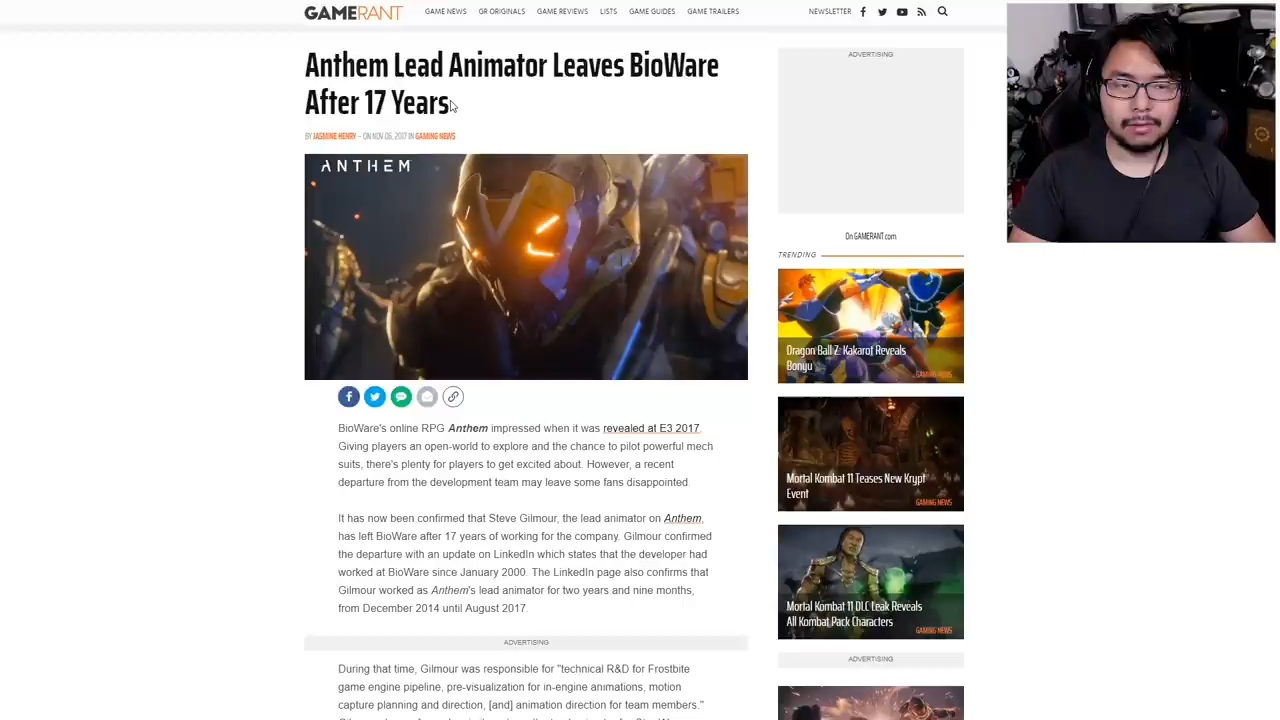 GAMERANT
GAME NEWS GR ORIGINALS GAME REVIEWS LISTS GAME GUIDES GAME TRAILERS NEWSLETTER
Anthem Lead Animator Leaves BioWare
After 17 Years
BY JASMINE HENRY – ON NOV 06, 2017 IN GAMING NEWS
ANTHEM
BioWare's online RPG Anthem impressed when it was revealed at E3 2017.
Giving players an open-world to explore and the chance to pilot powerful mech
suits, there's plenty for players to get excited about. However, a recent
departure from the development team may leave some fans disappointed.
It has now been confirmed that Steve Gilmour, the lead animator on Anthem,
has left BioWare after 17 years of working for the company. Gilmour confirmed
the departure with an update on LinkedIn which states that the developer had
worked at BioWare since January 2000. The LinkedIn page also confirms that
Gilmour worked as Anthem's lead animator for two years and nine months,
from December 2014 until August 2017.
ADVERTISING
During that time, Gilmour was responsible for "technical R&D for Frostbite
game engine pipeline, pre-visualization for in-engine animations, motion
capture planning and direction, [and] animation direction for team members."
ADVERTISING
On GAMERANT.com
TRENDING
Dragon Ball Z: Kakarot Reveals
Bonyu
GAMING NEWS
Mortal Kombat 11 Teases New Krypt
Event
GAMING NEWS
Mortal Kombat 11 DLC Leak Reveals
All Kombat Pack Characters
GAMING NEWS
ADVERTISING